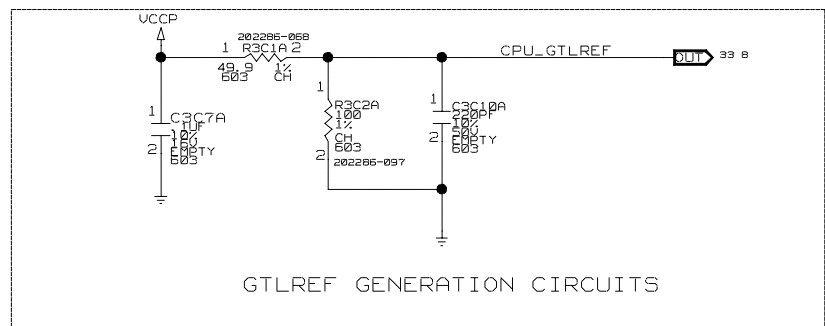 VCCP
202286-068
1 R3C1A 2
49.9 1%
603 CH
CPU_GTLREF
OUT 33 8
1
C3C7A
.1UF
10%
16V
2 EMPTY
603
1
R3C2A
100
1%
CH
603
2 202286-097
1
C3C10A
220PF
10%
50V
2 EMPTY
603
GTLREF GENERATION CIRCUITS